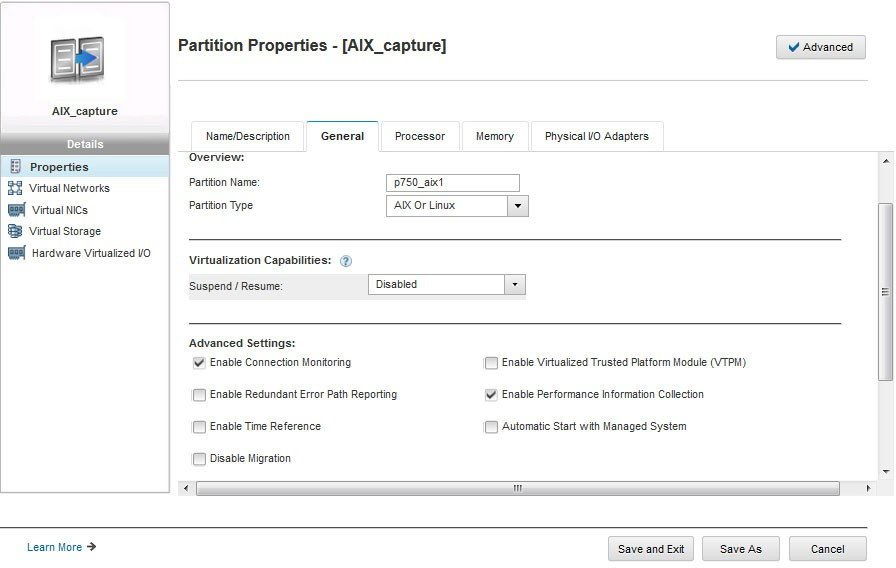 Partition Properties - [AIX_capture]
Advanced
AIX_capture
Details
Properties
Virtual Networks
Virtual NICs
Virtual Storage
Hardware Virtualized I/O
Name/Description
General
Processor
Memory
Physical I/O Adapters
Overview:
Partition Name: p750_aix1
Partition Type AIX Or Linux
Virtualization Capabilities: ?
Suspend / Resume: Disabled
Advanced Settings:
Enable Connection Monitoring
Enable Virtualized Trusted Platform Module (VTPM)
Enable Redundant Error Path Reporting
Enable Performance Information Collection
Enable Time Reference
Automatic Start with Managed System
Disable Migration
Learn More
Save and Exit
Save As
Cancel